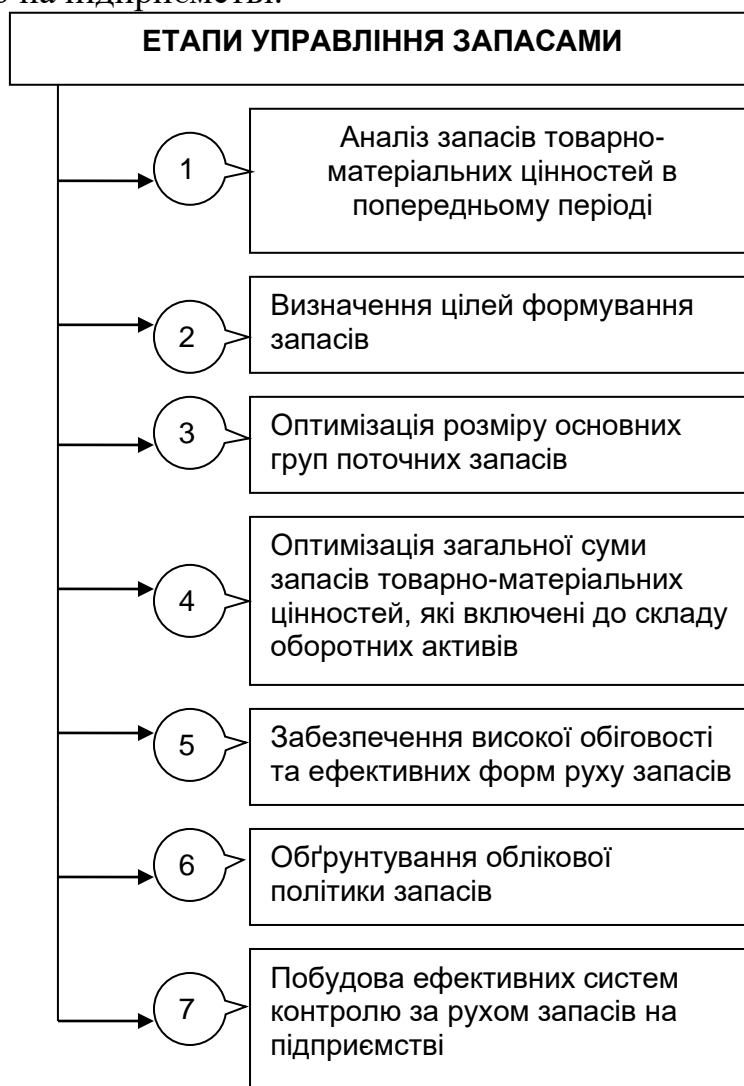 на підприємстві.
ЕТАПИ УПРАВЛІННЯ ЗАПАСАМИ
1
Аналіз запасів товарно-
матеріальних цінностей в
попередньому періоді
2
Визначення цілей формування
запасів
3
Оптимізація розміру основних
груп поточних запасів
4
Оптимізація загальної суми
запасів товарно-матеріальних
цінностей, які включені до складу
оборотних активів
5
Забезпечення високої обіговості
та ефективних форм руху запасів
6
Обґрунтування облікової
політики запасів
7
Побудова ефективних систем
контролю за рухом запасів на
підприємстві